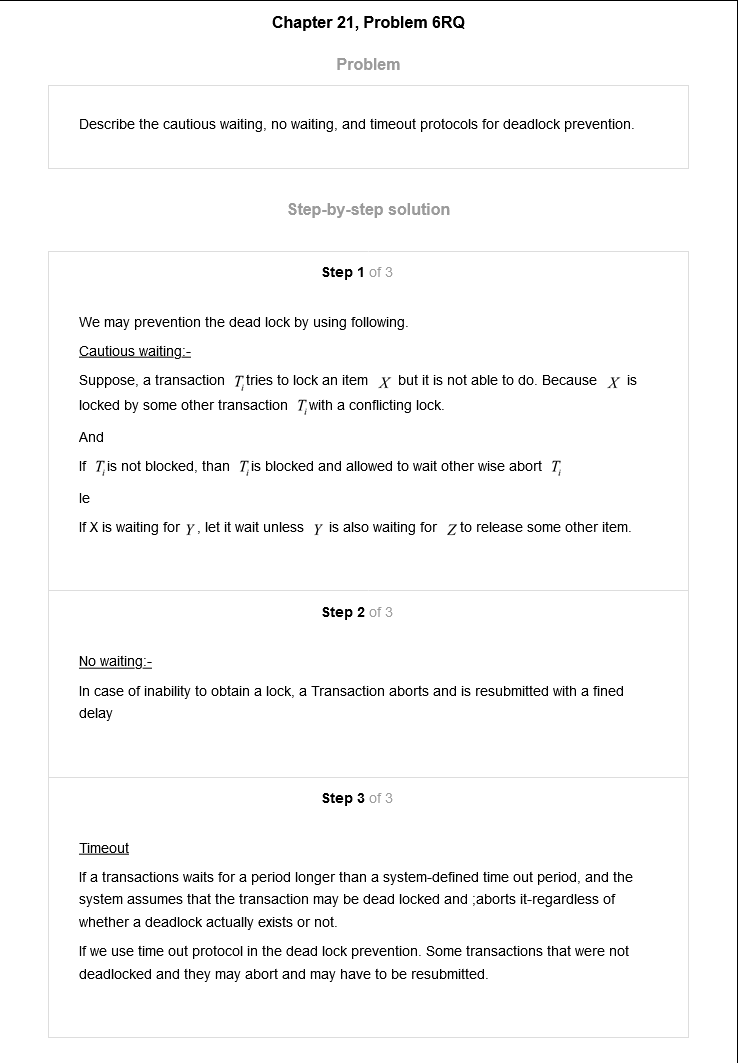 Chapter 21, Problem 6RQ
Problem
Describe the cautious waiting, no waiting, and timeout protocols for deadlock prevention.
Step-by-step solution
Step 1 of 3
We may prevention the dead lock by using following.
Cautious waiting:-
Suppose, a transaction T_i tries to lock an item X but it is not able to do. Because X is
locked by some other transaction T_i with a conflicting lock.
And
If T_i is not blocked, than T_i is blocked and allowed to wait other wise abort T_i
Ie
If X is waiting for Y, let it wait unless Y is also waiting for Z to release some other item.
Step 2 of 3
No waiting:-
In case of inability to obtain a lock, a Transaction aborts and is resubmitted with a fined
delay
Step 3 of 3
Timeout
If a transactions waits for a period longer than a system-defined time out period, and the
system assumes that the transaction may be dead locked and ;aborts it-regardless of
whether a deadlock actually exists or not.
If we use time out protocol in the dead lock prevention. Some transactions that were not
deadlocked and they may abort and may have to be resubmitted.